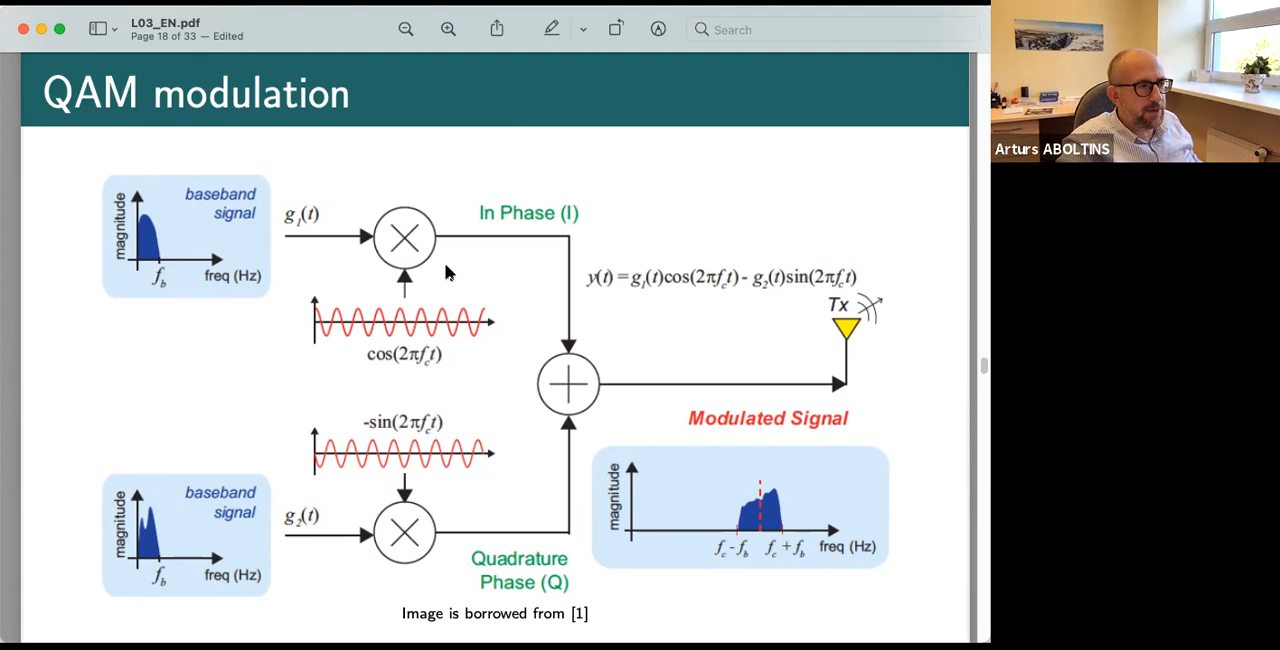 L03_EN.pdf
Page 18 of 33 — Edited
Search
QAM modulation
Arturs ABOLTINS
baseband
signal
magnitude
f_b
freq (Hz)
g_1(t)
In Phase (I)
cos(2πf_ct)
y(t) = g_1(t)cos(2πf_ct) - g_2(t)sin(2πf_ct)
Tx
-sin(2πf_ct)
Modulated Signal
baseband
signal
magnitude
f_b
freq (Hz)
g_2(t)
Quadrature
Phase (Q)
magnitude
f_c - f_b
f_c + f_b
freq (Hz)
Image is borrowed from [1]